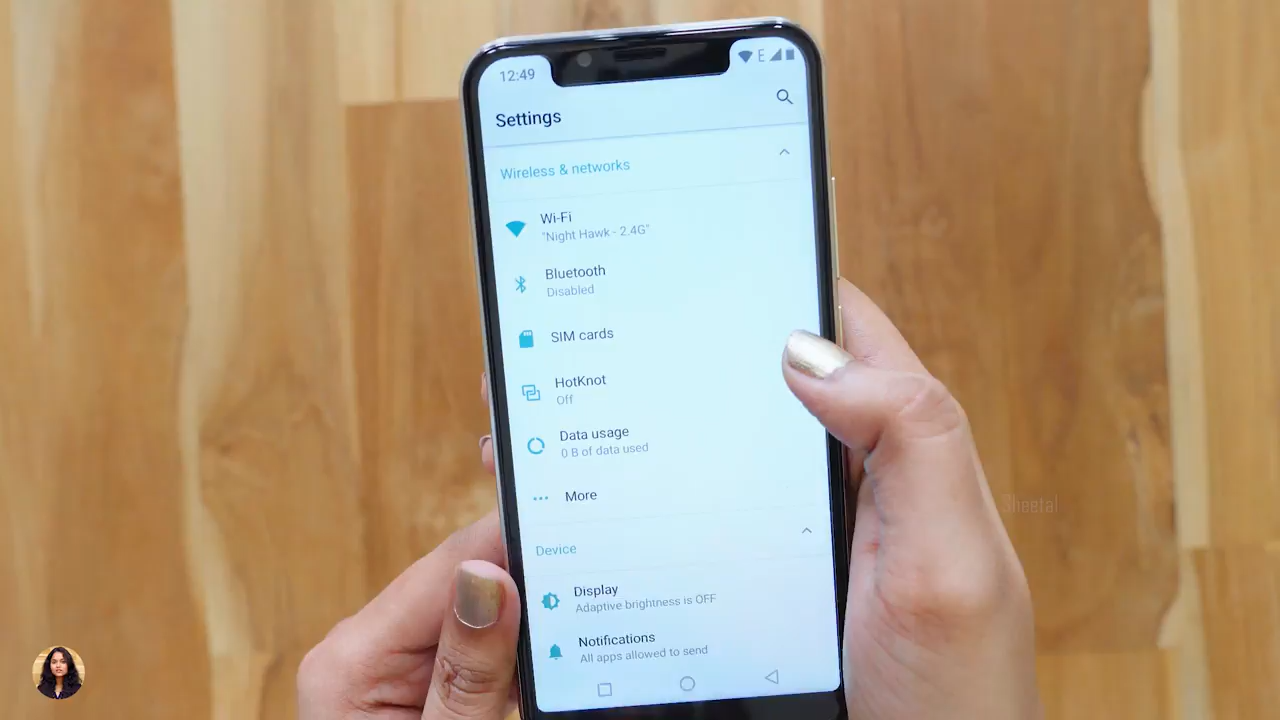 12:49
E
Settings
Wireless & networks
Wi-Fi
"Night Hawk - 2.4G"
Bluetooth
Disabled
SIM cards
HotKnot
Off
Data usage
0 B of data used
More
Sheetal
Device
Display
Adaptive brightness is OFF
Notifications
All apps allowed to send